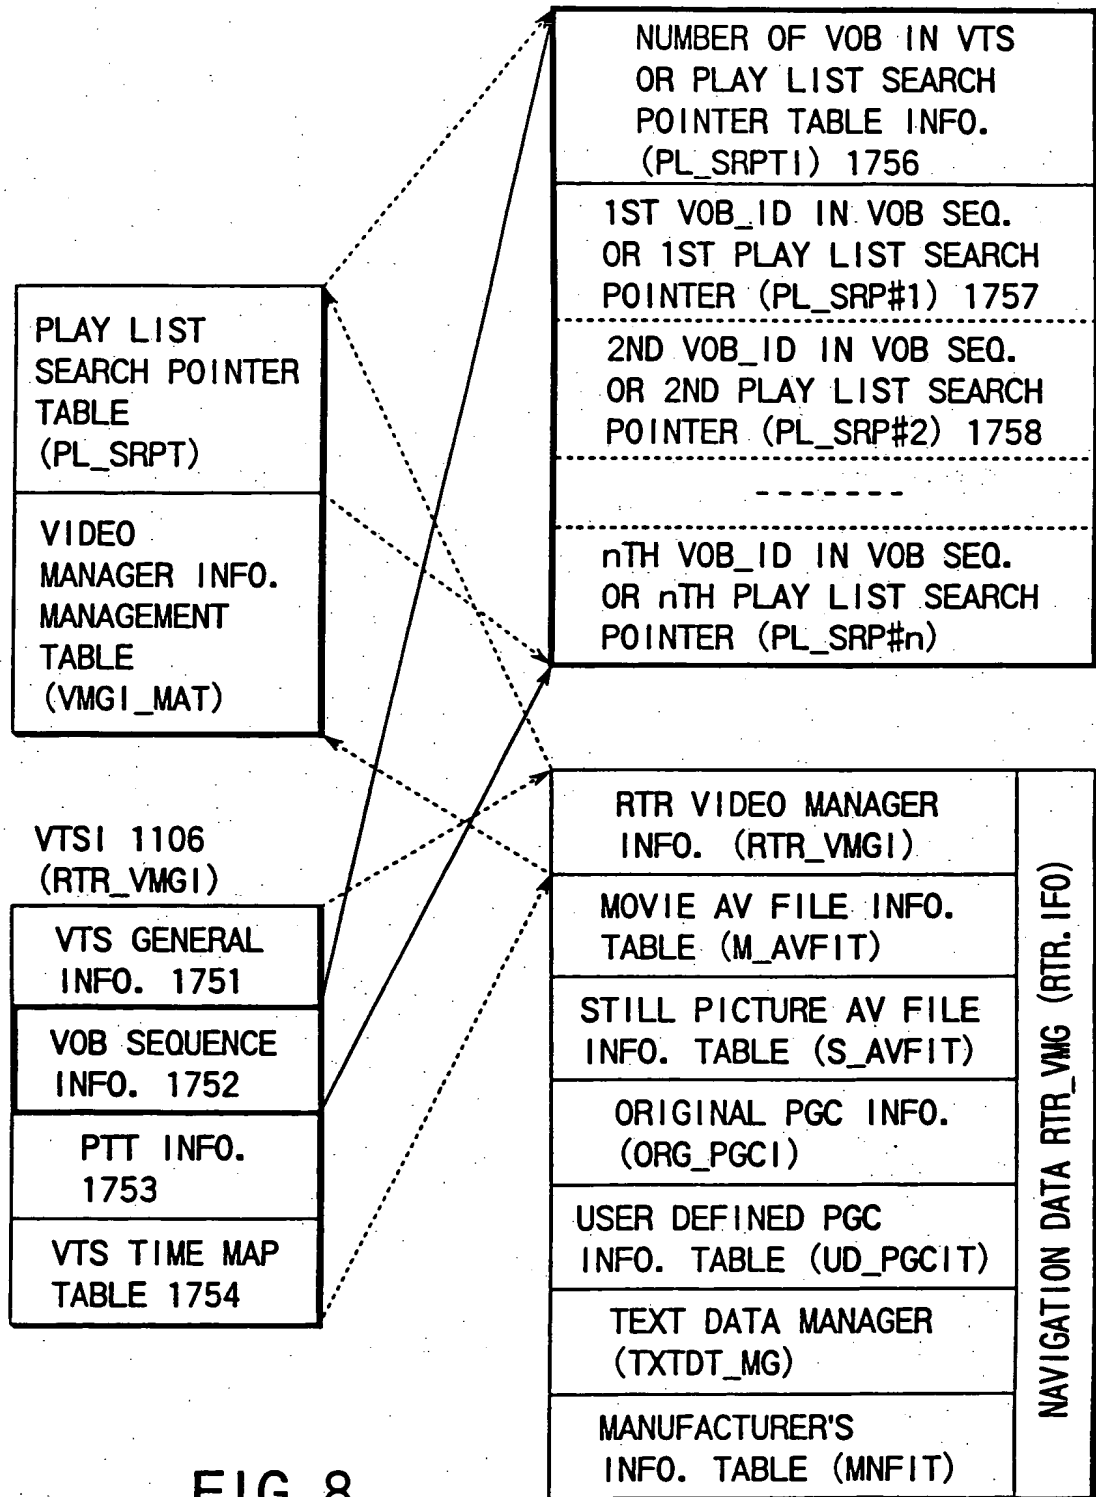 NUMBER OF VOB IN VTS
OR PLAY LIST SEARCH
POINTER TABLE INFO.
(PL_SRPTI) 1756
1ST VOB_ID IN VOB SEQ.
OR 1ST PLAY LIST SEARCH
POINTER (PL_SRP#1) 1757
2ND VOB_ID IN VOB SEQ.
OR 2ND PLAY LIST SEARCH
POINTER (PL_SRP#2) 1758
-------
nTH VOB_ID IN VOB SEQ.
OR nTH PLAY LIST SEARCH
POINTER (PL_SRP#n)
PLAY LIST
SEARCH POINTER
TABLE
(PL_SRPT)
VIDEO
MANAGER INFO.
MANAGEMENT
TABLE
(VMGI_MAT)
VTSI 1106
(RTR_VMGI)
VTS GENERAL
INFO. 1751
VOB SEQUENCE
INFO. 1752
PTT INFO.
1753
VTS TIME MAP
TABLE 1754
RTR VIDEO MANAGER
INFO. (RTR_VMGI)
MOVIE AV FILE INFO.
TABLE (M_AVFIT)
STILL PICTURE AV FILE
INFO. TABLE (S_AVFIT)
ORIGINAL PGC INFO.
(ORG_PGCI)
USER DEFINED PGC
INFO. TABLE (UD_PGCIT)
TEXT DATA MANAGER
(TXTDT_MG)
MANUFACTURER'S
INFO. TABLE (MNFIT)
NAVIGATION DATA RTR_VMG (RTR.IFO)
FIG 8